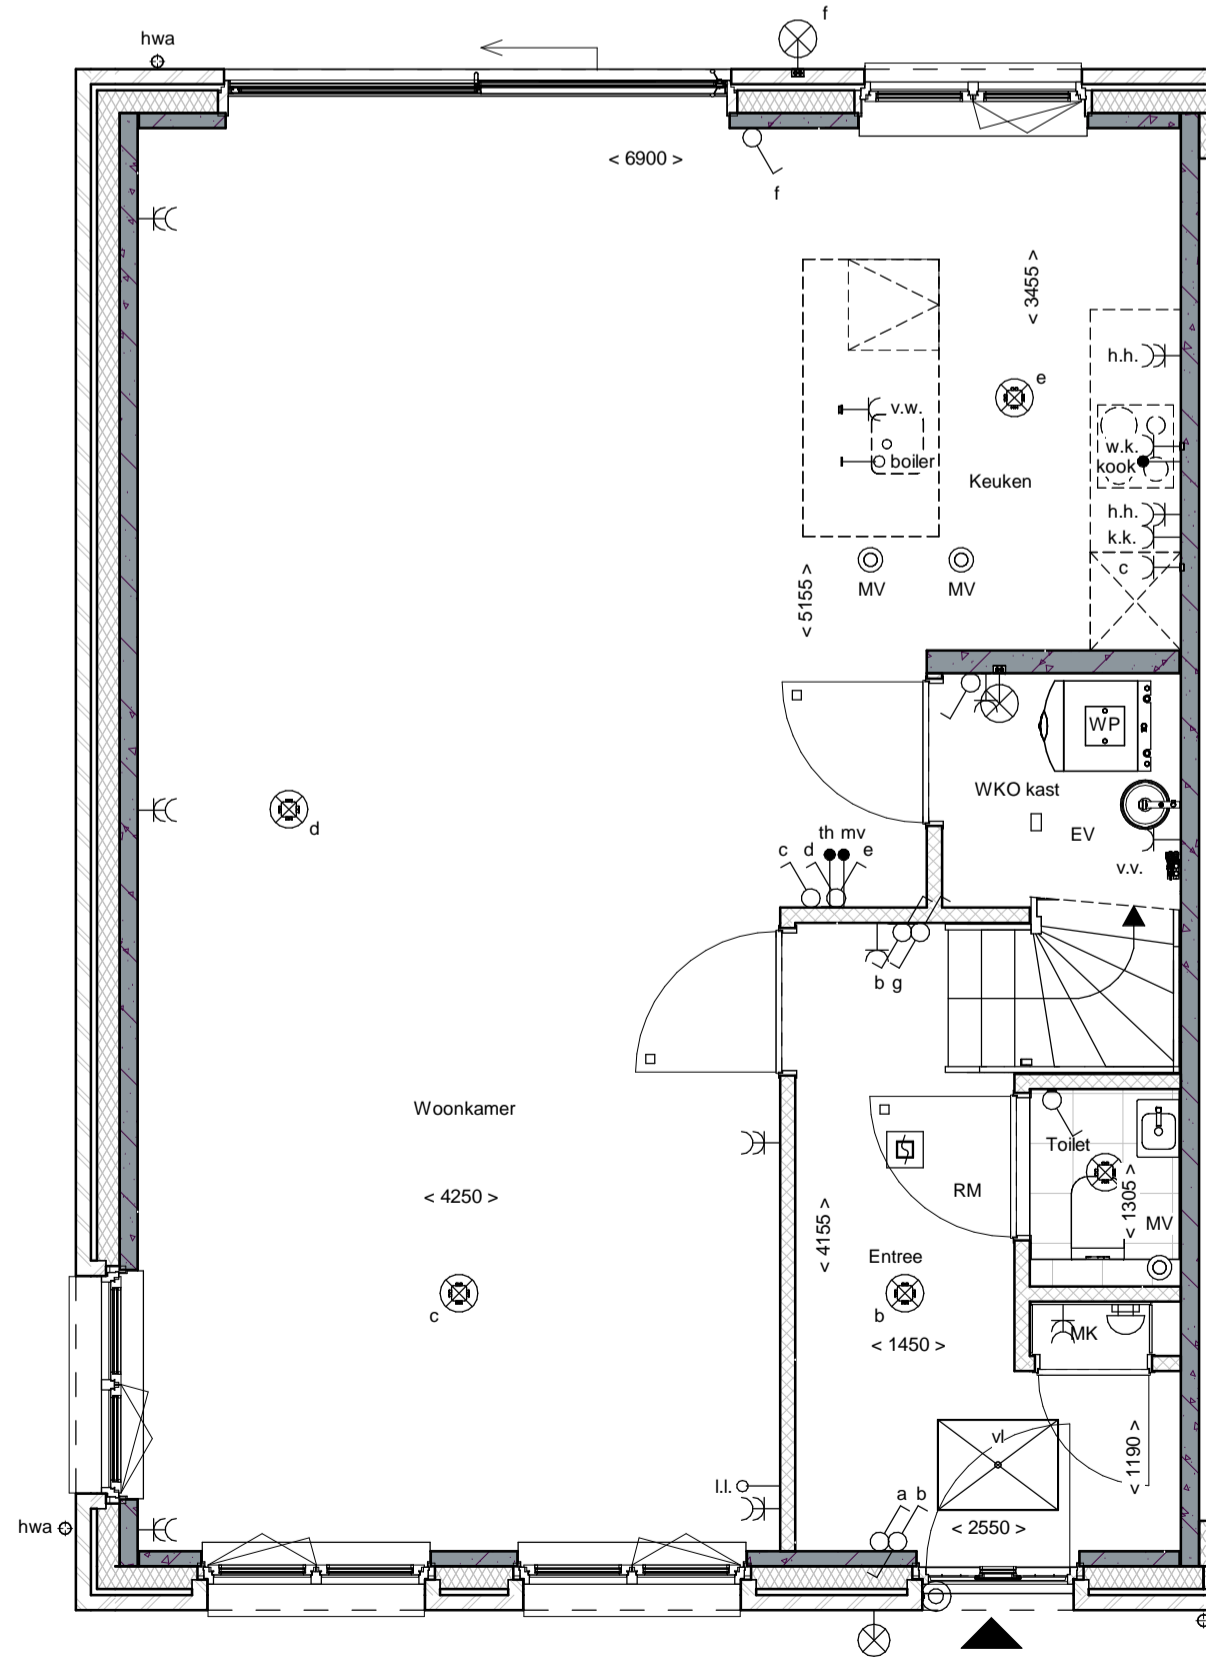 f
hwa
< 6900 >
f
< 3455 >
h.h.
e
v.w.
w.k.
boiler
kook
Keuken
h.h.
k.k.
c
MV
MV
< 5155 >
WP
WKO kast
EV
th mv
c d e
v.v.
b g
Woonkamer
Toilet
< 4250 >
RM
< 1305 >
MV
< 4155 >
Entree
d
c
b
MK
< 1450 >
vl
< 1190 >
l.l.
a b
hwa
< 2550 >